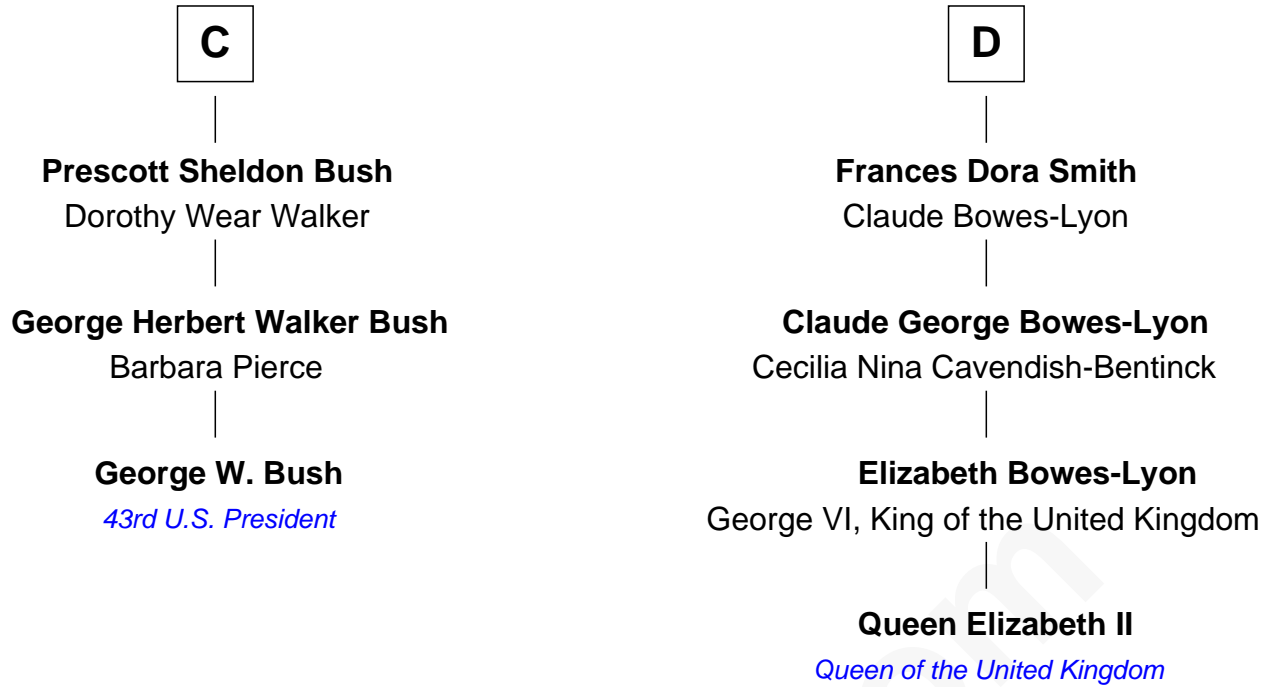 C
Prescott Sheldon Bush
Dorothy Wear Walker
George Herbert Walker Bush
Barbara Pierce
George W. Bush
43rd U.S. President
D
Frances Dora Smith
Claude Bowes-Lyon
Claude George Bowes-Lyon
Cecilia Nina Cavendish-Bentinck
Elizabeth Bowes-Lyon
George VI, King of the United Kingdom
Queen Elizabeth II
Queen of the United Kingdom